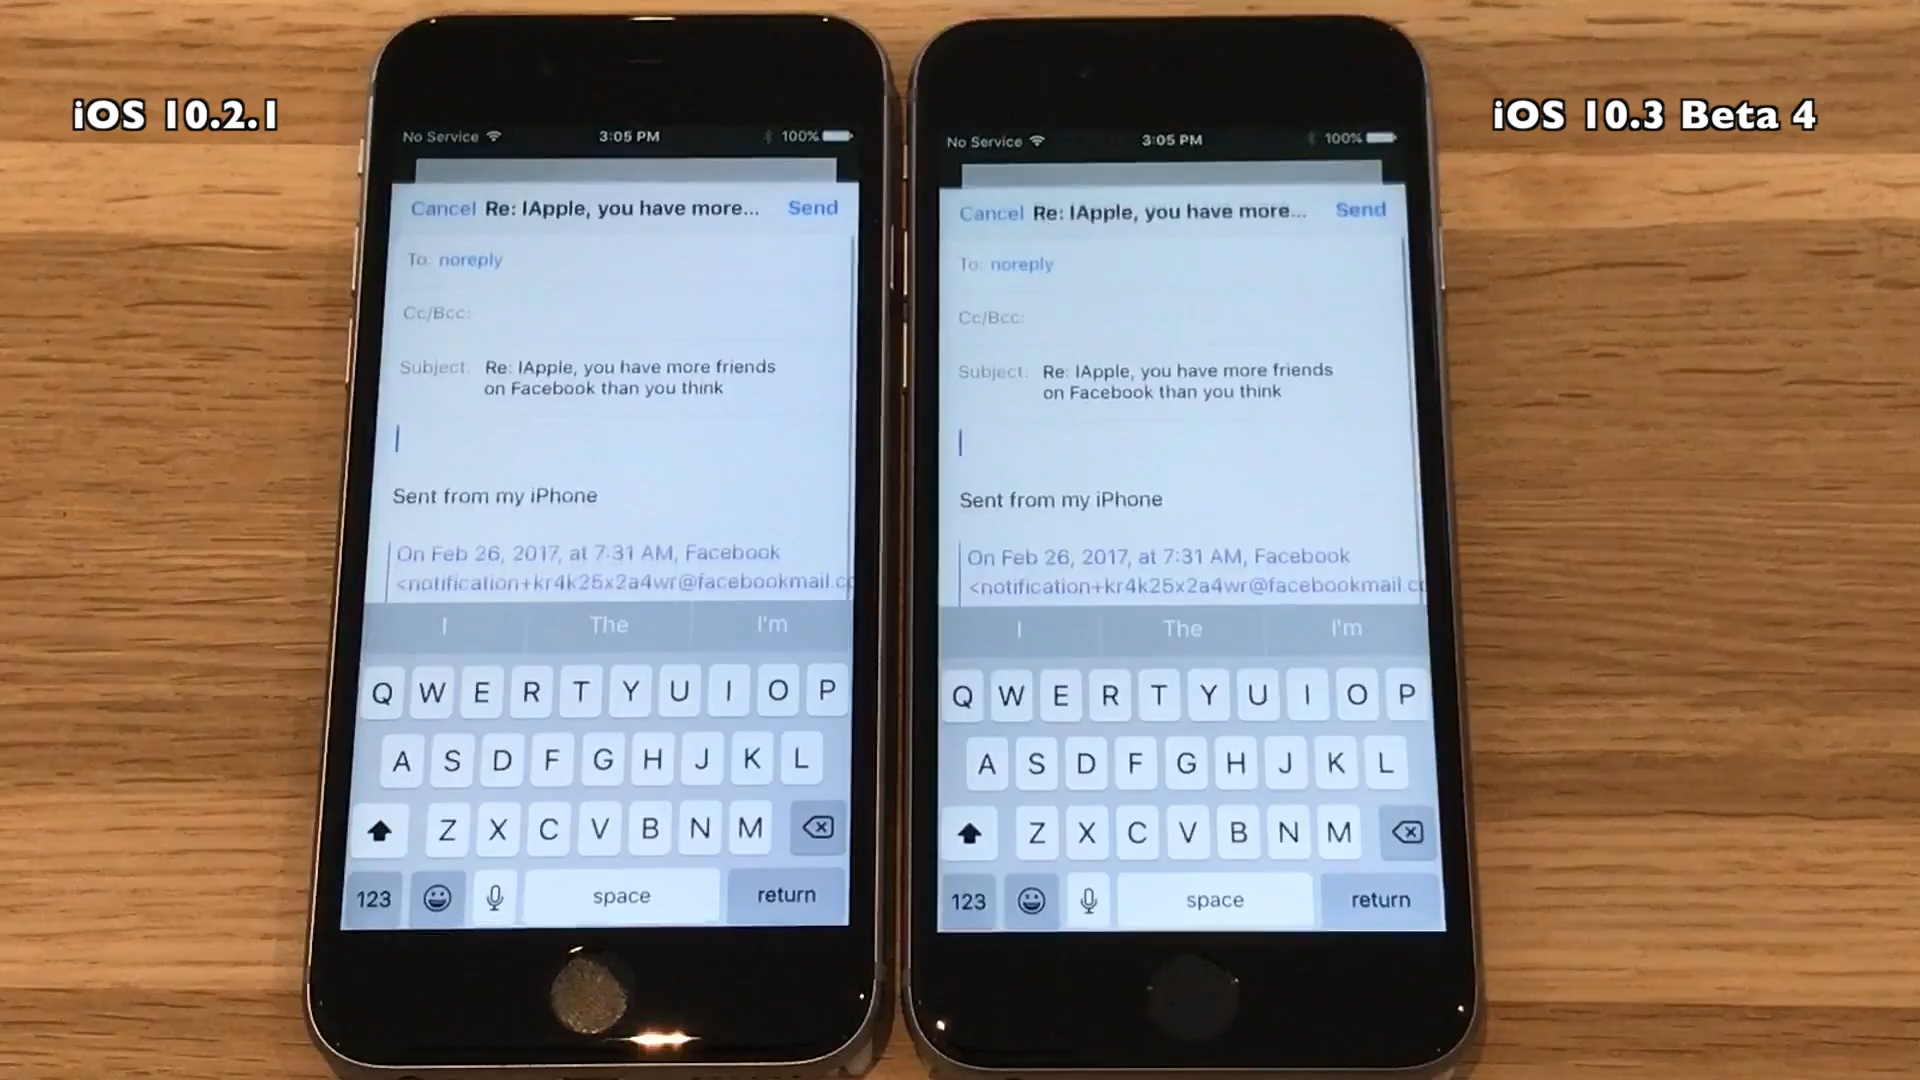 iOS 10.2.1
iOS 10.3 Beta 4
No Service 3:05 PM 100%
Cancel Re: IApple, you have more... Send
To: noreply
Cc/Bcc:
Subject: Re: IApple, you have more friends
on Facebook than you think
Sent from my iPhone
On Feb 26, 2017, at 7:31 AM, Facebook
<notification+kr4k25x2a4wr@facebookmail.co
I The I'm
Q W E R T Y U I O P
A S D F G H J K L
Z X C V B N M
123 space return
No Service 3:05 PM 100%
Cancel Re: IApple, you have more... Send
To: noreply
Cc/Bcc:
Subject: Re: IApple, you have more friends
on Facebook than you think
Sent from my iPhone
On Feb 26, 2017, at 7:31 AM, Facebook
<notification+kr4k25x2a4wr@facebookmail.co
I The I'm
Q W E R T Y U I O P
A S D F G H J K L
Z X C V B N M
123 space return